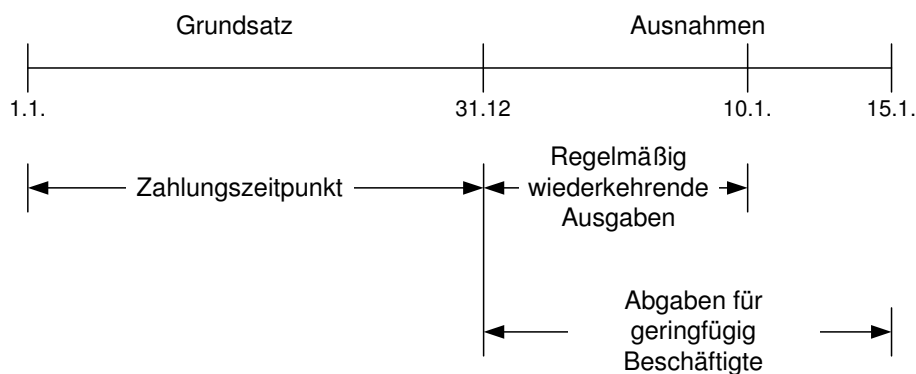 Grundsatz Ausnahmen
1.1. 31.12 10.1. 15.1.
Zahlungszeitpunkt
Regelmäßig
wiederkehrende
Ausgaben
Abgaben für
geringfügig
Beschäftigte